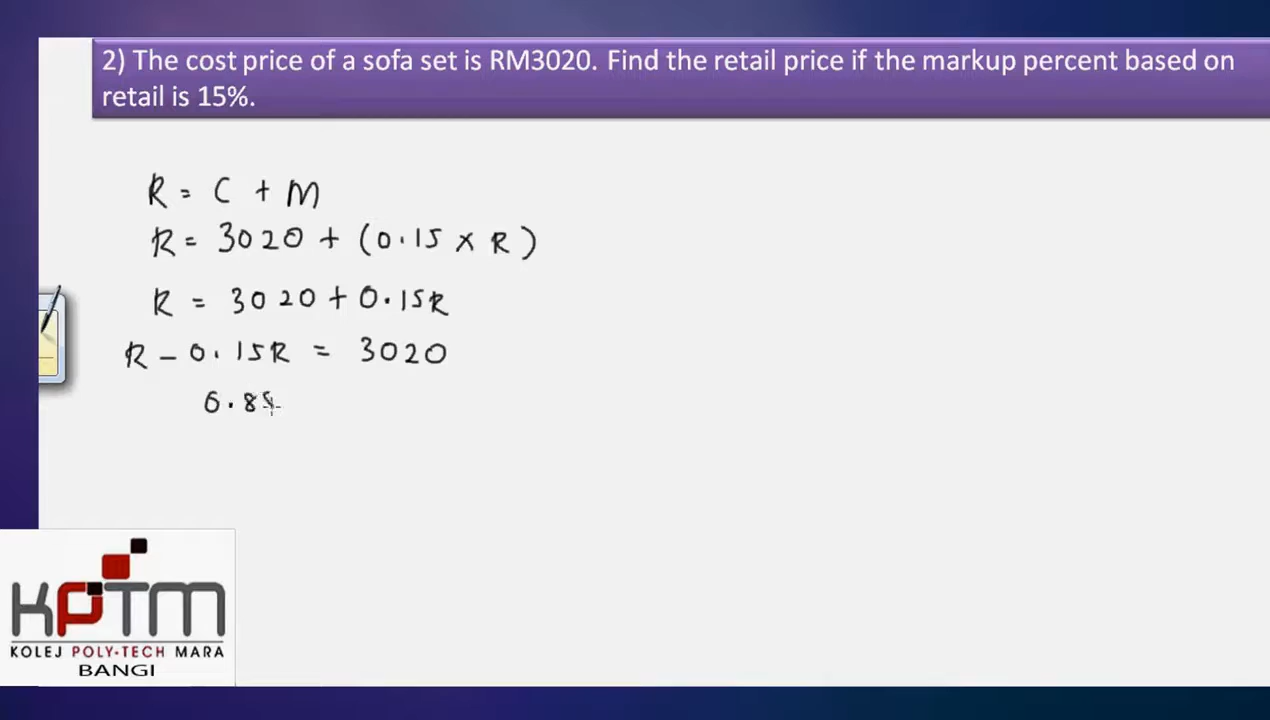 2) The cost price of a sofa set is RM3020. Find the retail price if the markup percent based on
retail is 15%.
R = C + M
R = 3020 + (0.15 × R)
R = 3020 + 0.15R
R - 0.15R = 3020
0.85
KPTM
KOLEJ POLY-TECH MARA
BANGI